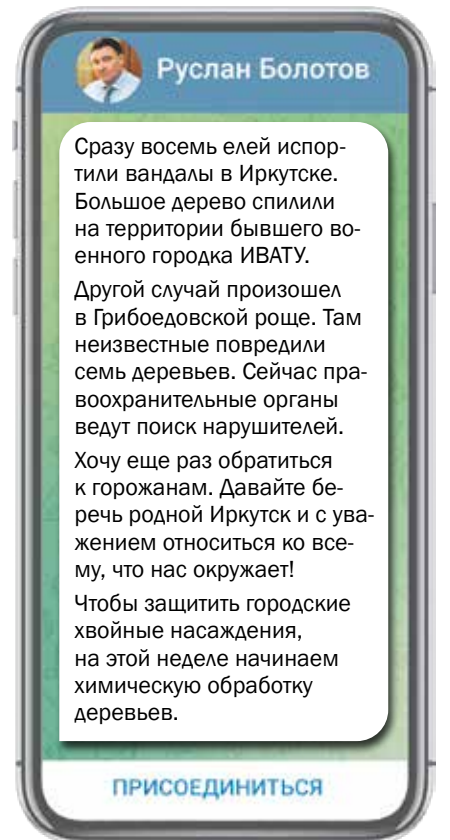 Руслан Болотов
Сразу восемь елей испор-
тили вандалы в Иркутске.
Большое дерево спилили
на территории бывшего во-
енного городка ИВАТУ.
Другой случай произошел
в Грибоедовской роще. Там
неизвестные повредили
семь деревьев. Сейчас пра-
воохранительные органы
ведут поиск нарушителей.
Хочу еще раз обратиться
к горожанам. Давайте бе-
речь родной Иркутск и с ува-
жением относиться ко все-
му, что нас окружает!
Чтобы защитить городские
хвойные насаждения,
на этой неделе начинаем
химическую обработку
деревьев.
ПРИСОЕДИНИТЬСЯ